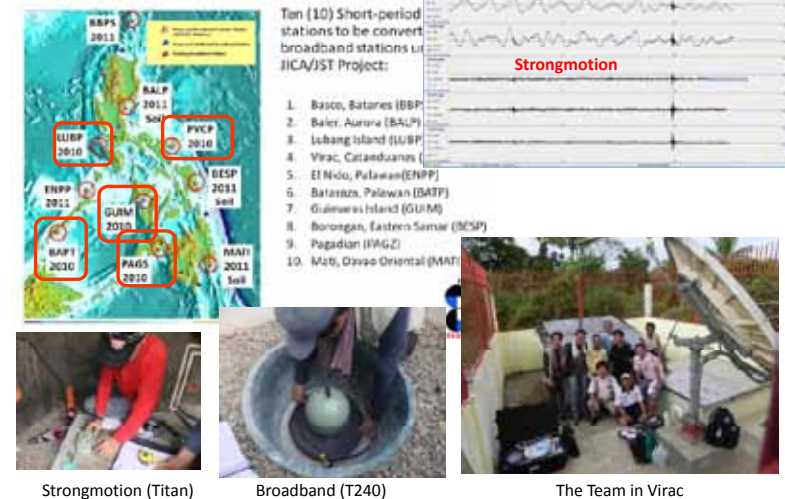 BBPS
2011
BALP
2011
Soil
PVCP
2010
LUBP
2010
BESP
2011
Soil
ENPP
2011
GUIM
2010
BAPT
2010
PAGS
2010
MATI
2011
Soil
Ten (10) Short-period
stations to be convert
broadband stations u
JICA/JST Project:
1. Basco, Batanes (BBP
2. Baler, Aurora (BALP)
3. Lubang Island (LUBP
4. Virac, Catanduanes (
5. El Nido, Palawan(ENPP)
6. Bataraza, Palawan (BATP)
7. Guimaras Island (GUIM)
8. Borongan, Eastern Samar (BESP)
9. Pagadian (PAGZ)
10. Mati, Davao Oriental (MATI
Strongmotion
Strongmotion (Titan)
Broadband (T240)
The Team in Virac